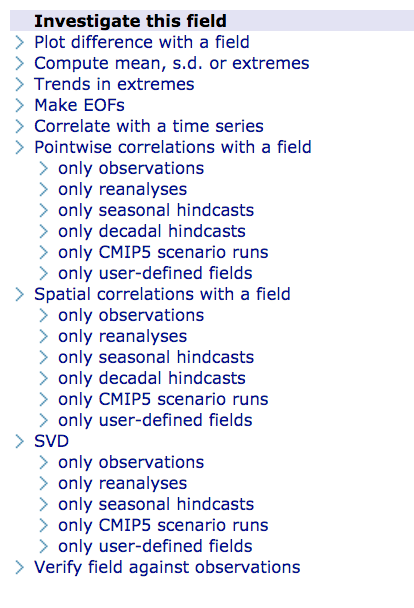 Investigate this field
Plot difference with a field
Compute mean, s.d. or extremes
Trends in extremes
Make EOFs
Correlate with a time series
Pointwise correlations with a field
only observations
only reanalyses
only seasonal hindcasts
only decadal hindcasts
only CMIP5 scenario runs
only user-defined fields
Spatial correlations with a field
only observations
only reanalyses
only seasonal hindcasts
only decadal hindcasts
only CMIP5 scenario runs
only user-defined fields
SVD
only observations
only reanalyses
only seasonal hindcasts
only CMIP5 scenario runs
only user-defined fields
Verify field against observations